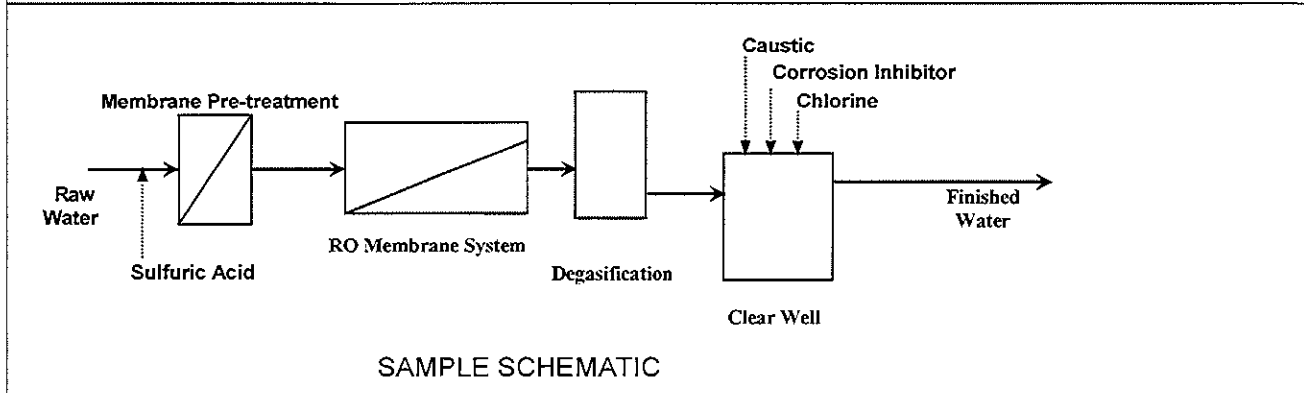 Caustic
Corrosion Inhibitor
Chlorine
Membrane Pre-treatment
Raw
Water
Sulfuric Acid
RO Membrane System
Degasification
Clear Well
Finished
Water
SAMPLE SCHEMATIC